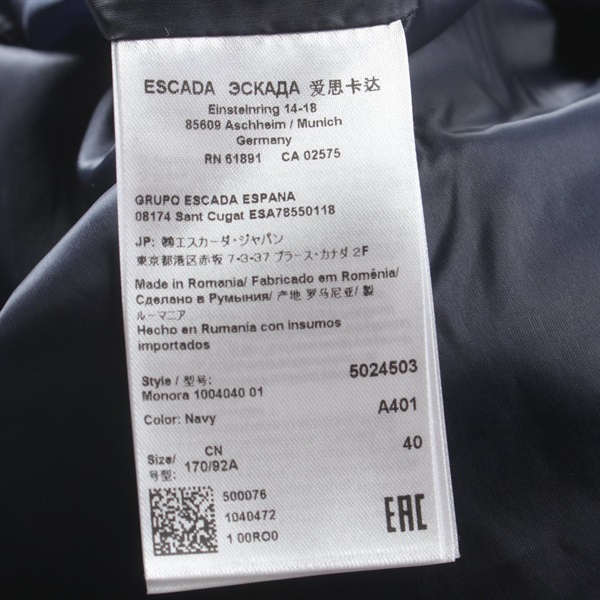 ESCADA ЭСКАДА 爱思卡达
Einsteinring 14-18
85609 Aschheim / Munich
Germany
RN 61891 CA 02575
GRUPO ESCADA ESPANA
08174 Sant Cugat ESA78550118
JP: ㈱エスカーダ・ジャパン
東京都港区赤坂 7-3-37 プラース・カナダ 2F
Made in Romania/ Fabricado em Romênia/
Сделано в Румыния/ 产地 罗马尼亚/ 製
ルーマニア
Hecho en Rumanía con insumos
importados
Style / 型号: 5024503
Monora 1004040 01
Color: Navy A401
Size/ CN 40
号型: 170/92A
500076
1040472
1 00RO0
EAC